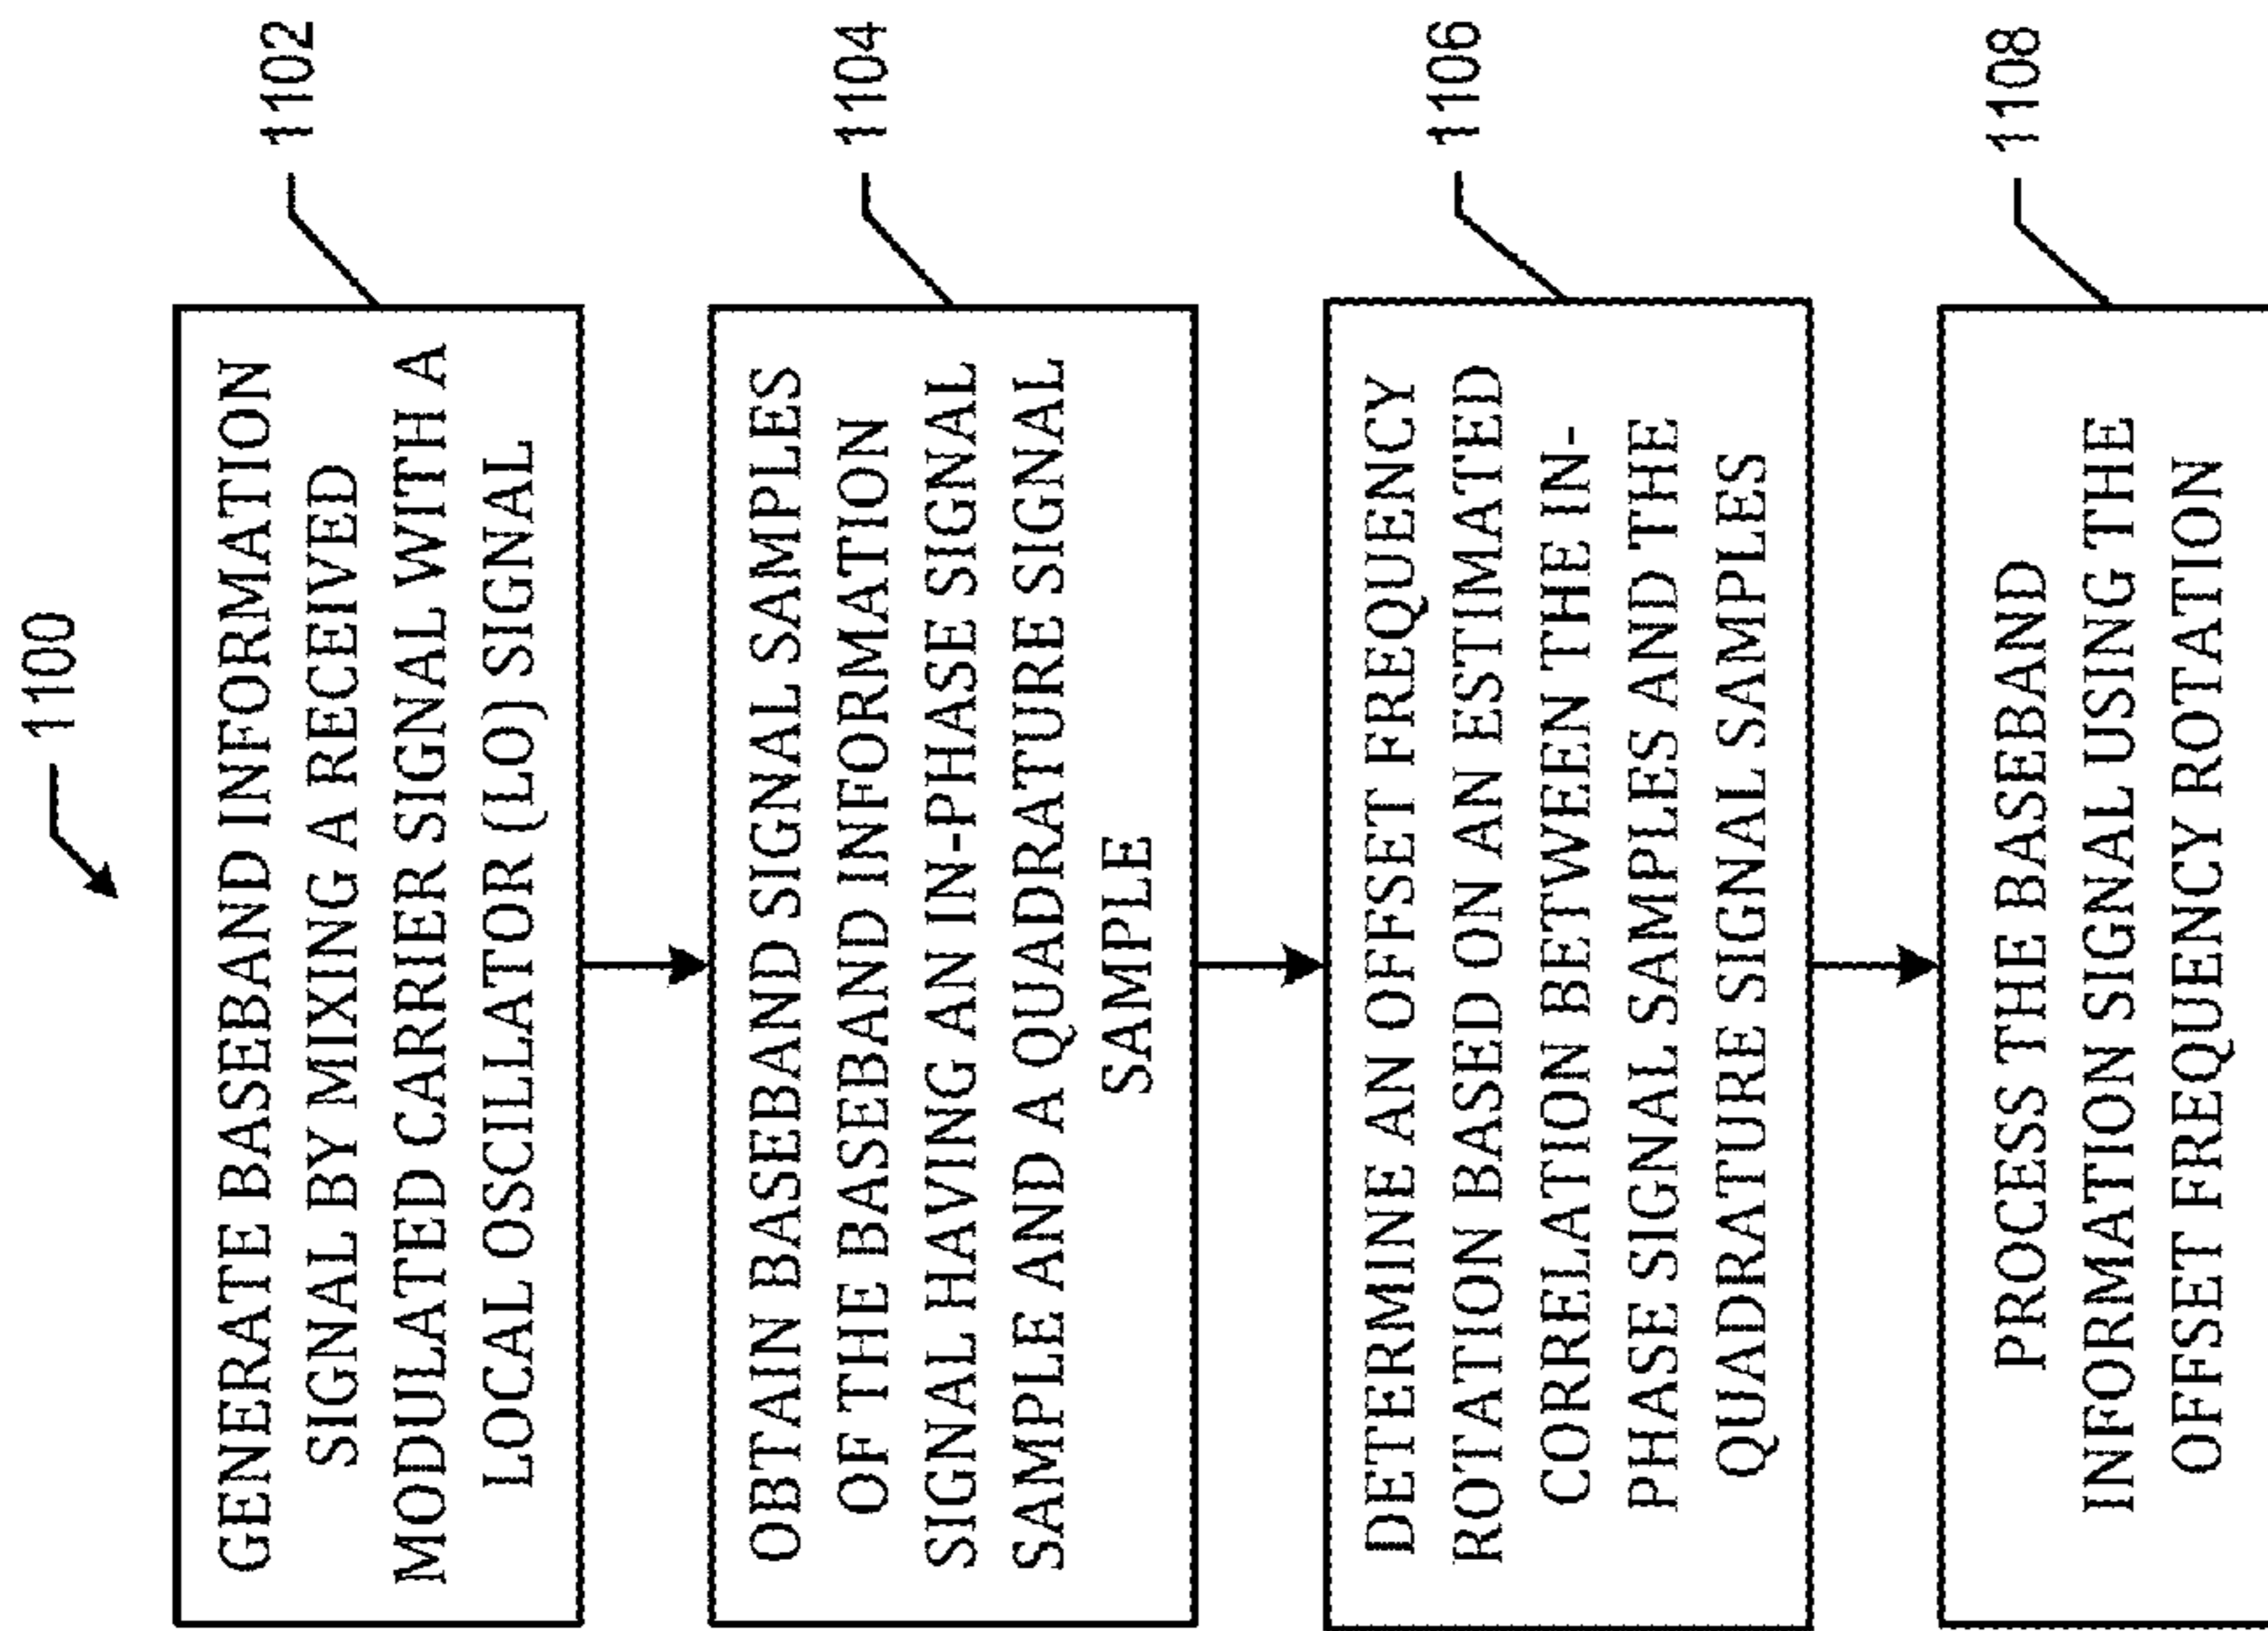 1100
GENERATE BASEBAND INFORMATION
SIGNAL BY MIXING A RECEIVED
MODULATED CARRIER SIGNAL WITH A
LOCAL OSCILLATOR (LO) SIGNAL
1102
OBTAIN BASEBAND SIGNAL SAMPLES
OF THE BASEBAND INFORMATION
SIGNAL HAVING AN IN-PHASE SIGNAL
SAMPLE AND A QUADRATURE SIGNAL
SAMPLE
1104
DETERMINE AN OFFSET FREQUENCY
ROTATION BASED ON AN ESTIMATED
CORRELATION BETWEEN THE IN-
PHASE SIGNAL SAMPLES AND THE
QUADRATURE SIGNAL SAMPLES
1106
PROCESS THE BASEBAND
INFORMATION SIGNAL USING THE
OFFSET FREQUENCY ROTATION
1108